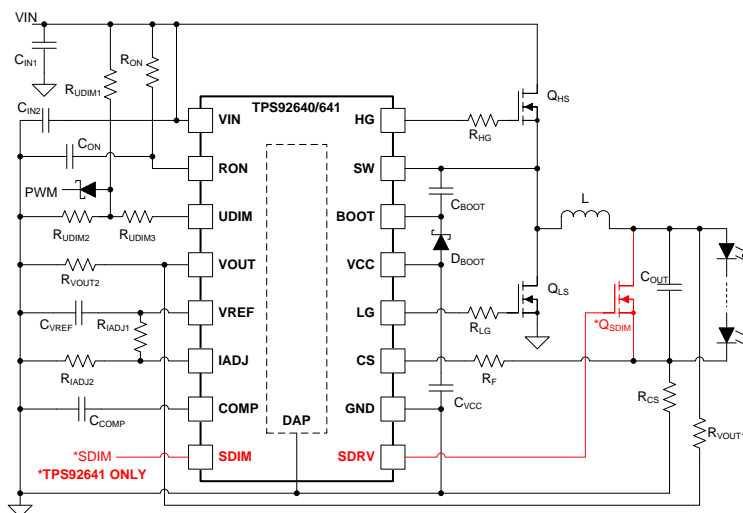 VIN
CIN1
RON
RUDIM1
CIN2
CON
PWM
RUDIM2
RUDIM3
RVOUT2
CVREF
RIADJ1
RIADJ2
CCOMP
*SDIM
*TPS92641 ONLY
TPS92640/641
VIN
RON
UDIM
VOUT
VREF
IADJ
COMP
SDIM
DAP
HG
SW
BOOT
VCC
LG
CS
GND
SDRV
RHG
QHS
CBOOT
DBOOT
L
QLS
RLG
COUT
*QSDIM
RF
CVCC
RCS
RVOUT1